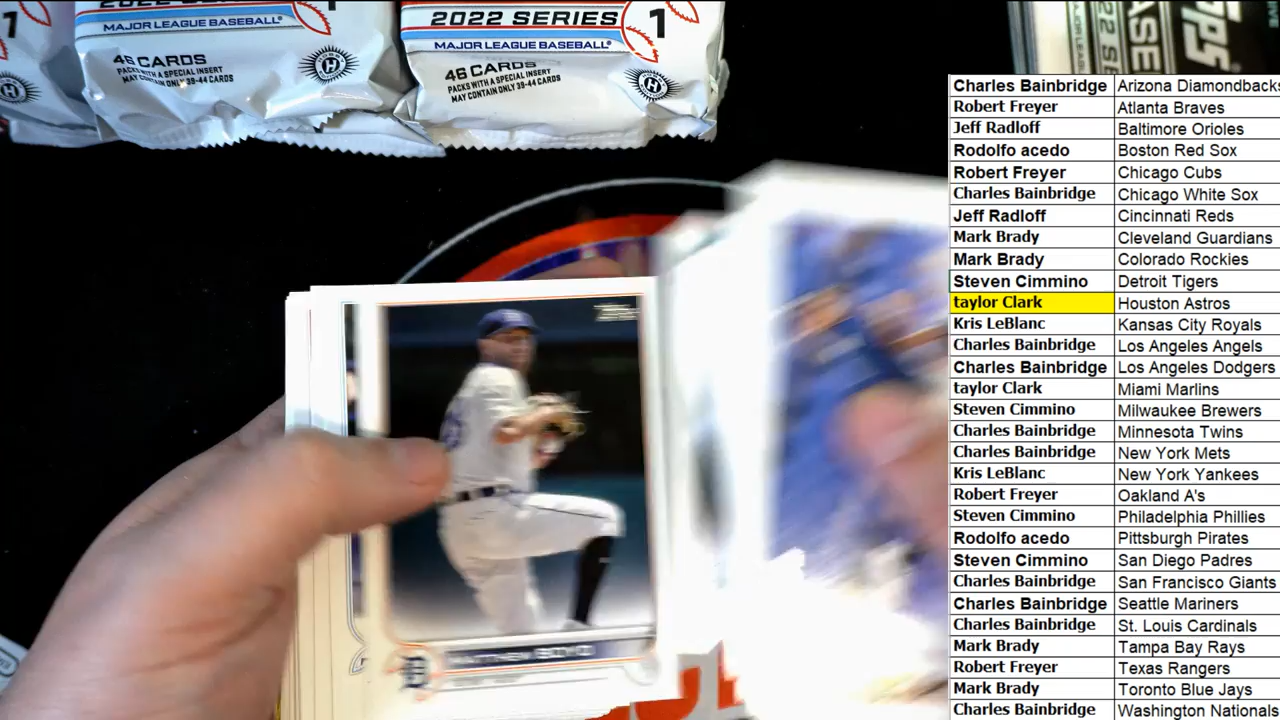 2022 SERIES 1
MAJOR LEAGUE BASEBALL®
46 CARDS
PACKS WITH A SPECIAL INSERT
MAY CONTAIN ONLY 39-44 CARDS
2022 SERIES 1
MAJOR LEAGUE BASEBALL®
46 CARDS
PACKS WITH A SPECIAL INSERT
MAY CONTAIN ONLY 39-44 CARDS
MATTHEW BOYD
Charles Bainbridge Arizona Diamondbacks
Robert Freyer Atlanta Braves
Jeff Radloff Baltimore Orioles
Rodolfo acedo Boston Red Sox
Robert Freyer Chicago Cubs
Charles Bainbridge Chicago White Sox
Jeff Radloff Cincinnati Reds
Mark Brady Cleveland Guardians
Mark Brady Colorado Rockies
Steven Cimmino Detroit Tigers
taylor Clark Houston Astros
Kris LeBlanc Kansas City Royals
Charles Bainbridge Los Angeles Angels
Charles Bainbridge Los Angeles Dodgers
taylor Clark Miami Marlins
Steven Cimmino Milwaukee Brewers
Charles Bainbridge Minnesota Twins
Charles Bainbridge New York Mets
Kris LeBlanc New York Yankees
Robert Freyer Oakland A's
Steven Cimmino Philadelphia Phillies
Rodolfo acedo Pittsburgh Pirates
Steven Cimmino San Diego Padres
Charles Bainbridge San Francisco Giants
Charles Bainbridge Seattle Mariners
Charles Bainbridge St. Louis Cardinals
Mark Brady Tampa Bay Rays
Robert Freyer Texas Rangers
Mark Brady Toronto Blue Jays
Charles Bainbridge Washington Nationals